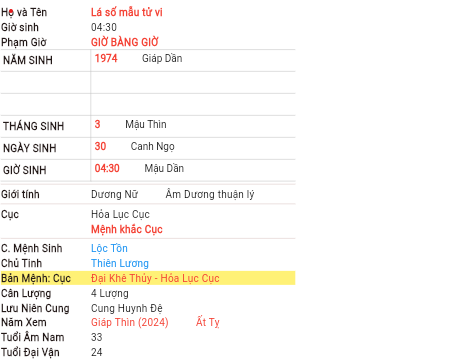 Họ và Tên Lá số mẫu tử vi
Giờ sinh 04:30
Phạm Giờ GIỜ BÀNG GIỜ
NĂM SINH 1974 Giáp Dần
THÁNG SINH 3 Mậu Thìn
NGÀY SINH 30 Canh Ngọ
GIỜ SINH 04:30 Mậu Dần
Giới tính Dương Nữ Âm Dương thuận lý
Cục Hỏa Lục Cục
Mệnh khắc Cục
C. Mệnh Sinh Lộc Tồn
Chủ Tinh Thiên Lương
Bản Mệnh: Cục Đại Khê Thủy - Hỏa Lục Cục
Cân Lượng 4 Lượng
Lưu Niên Cung Cung Huynh Đệ
Năm Xem Giáp Thìn (2024) Ất Tỵ
Tuổi Âm Nam 33
Tuổi Đại Vận 24